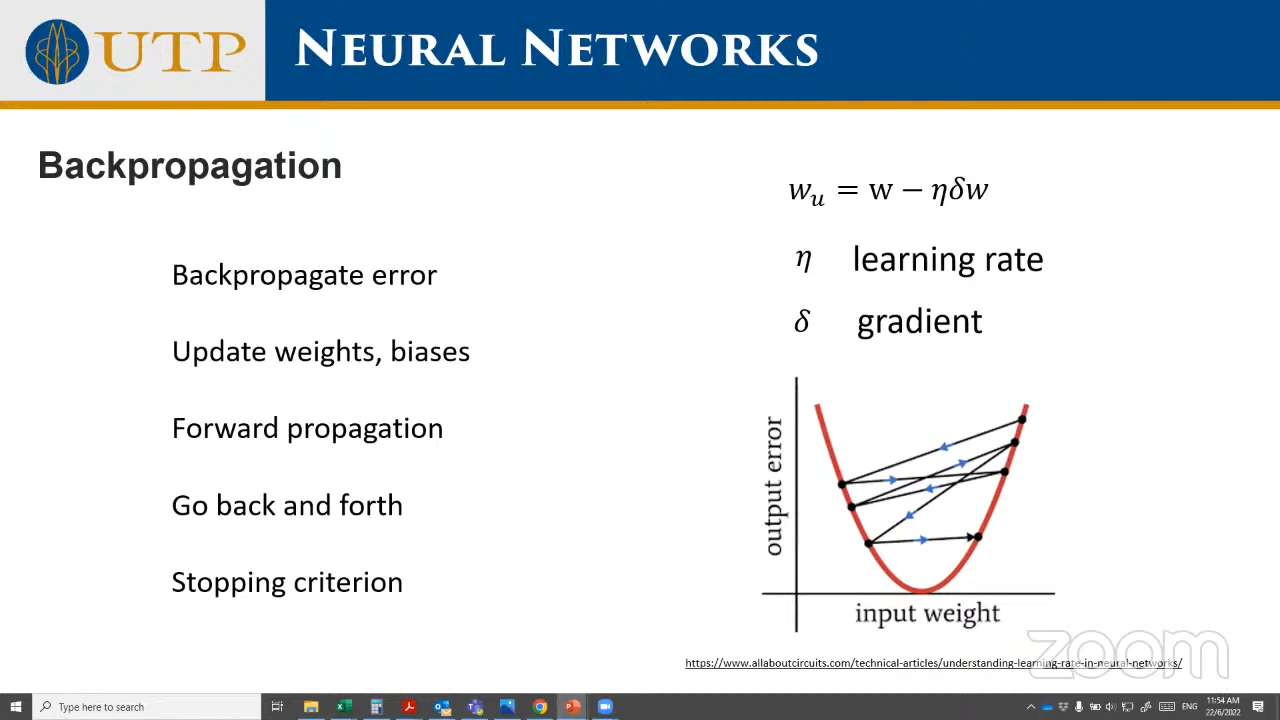 UTP
NEURAL NETWORKS
Backpropagation
Backpropagate error
Update weights, biases
Forward propagation
Go back and forth
Stopping criterion
wᵤ = w − ηδw
η learning rate
δ gradient
output error
input weight
https://www.allaboutcircuits.com/technical-articles/understanding-learning-rate-in-neural-networks/
zoom
Type here to search
ENG
11:54 AM
22/6/2022